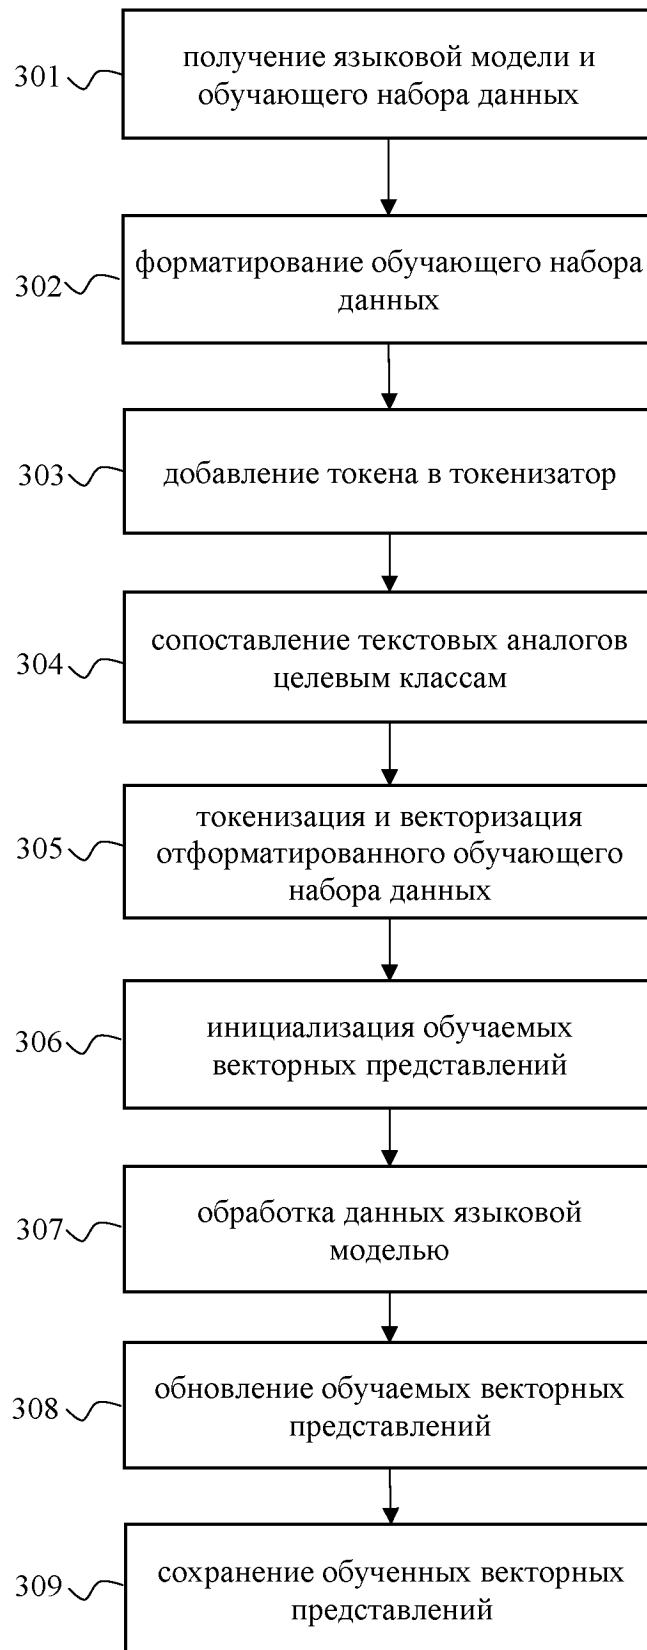 301
получение языковой модели и
обучающего набора данных
302
форматирование обучающего набора
данных
303
добавление токена в токенизатор
304
сопоставление текстовых аналогов
целевым классам
305
токенизация и векторизация
отформатированного обучающего
набора данных
306
инициализация обучаемых
векторных представлений
307
обработка данных языковой
моделью
308
обновление обучаемых векторных
представлений
309
сохранение обученных векторных
представлений